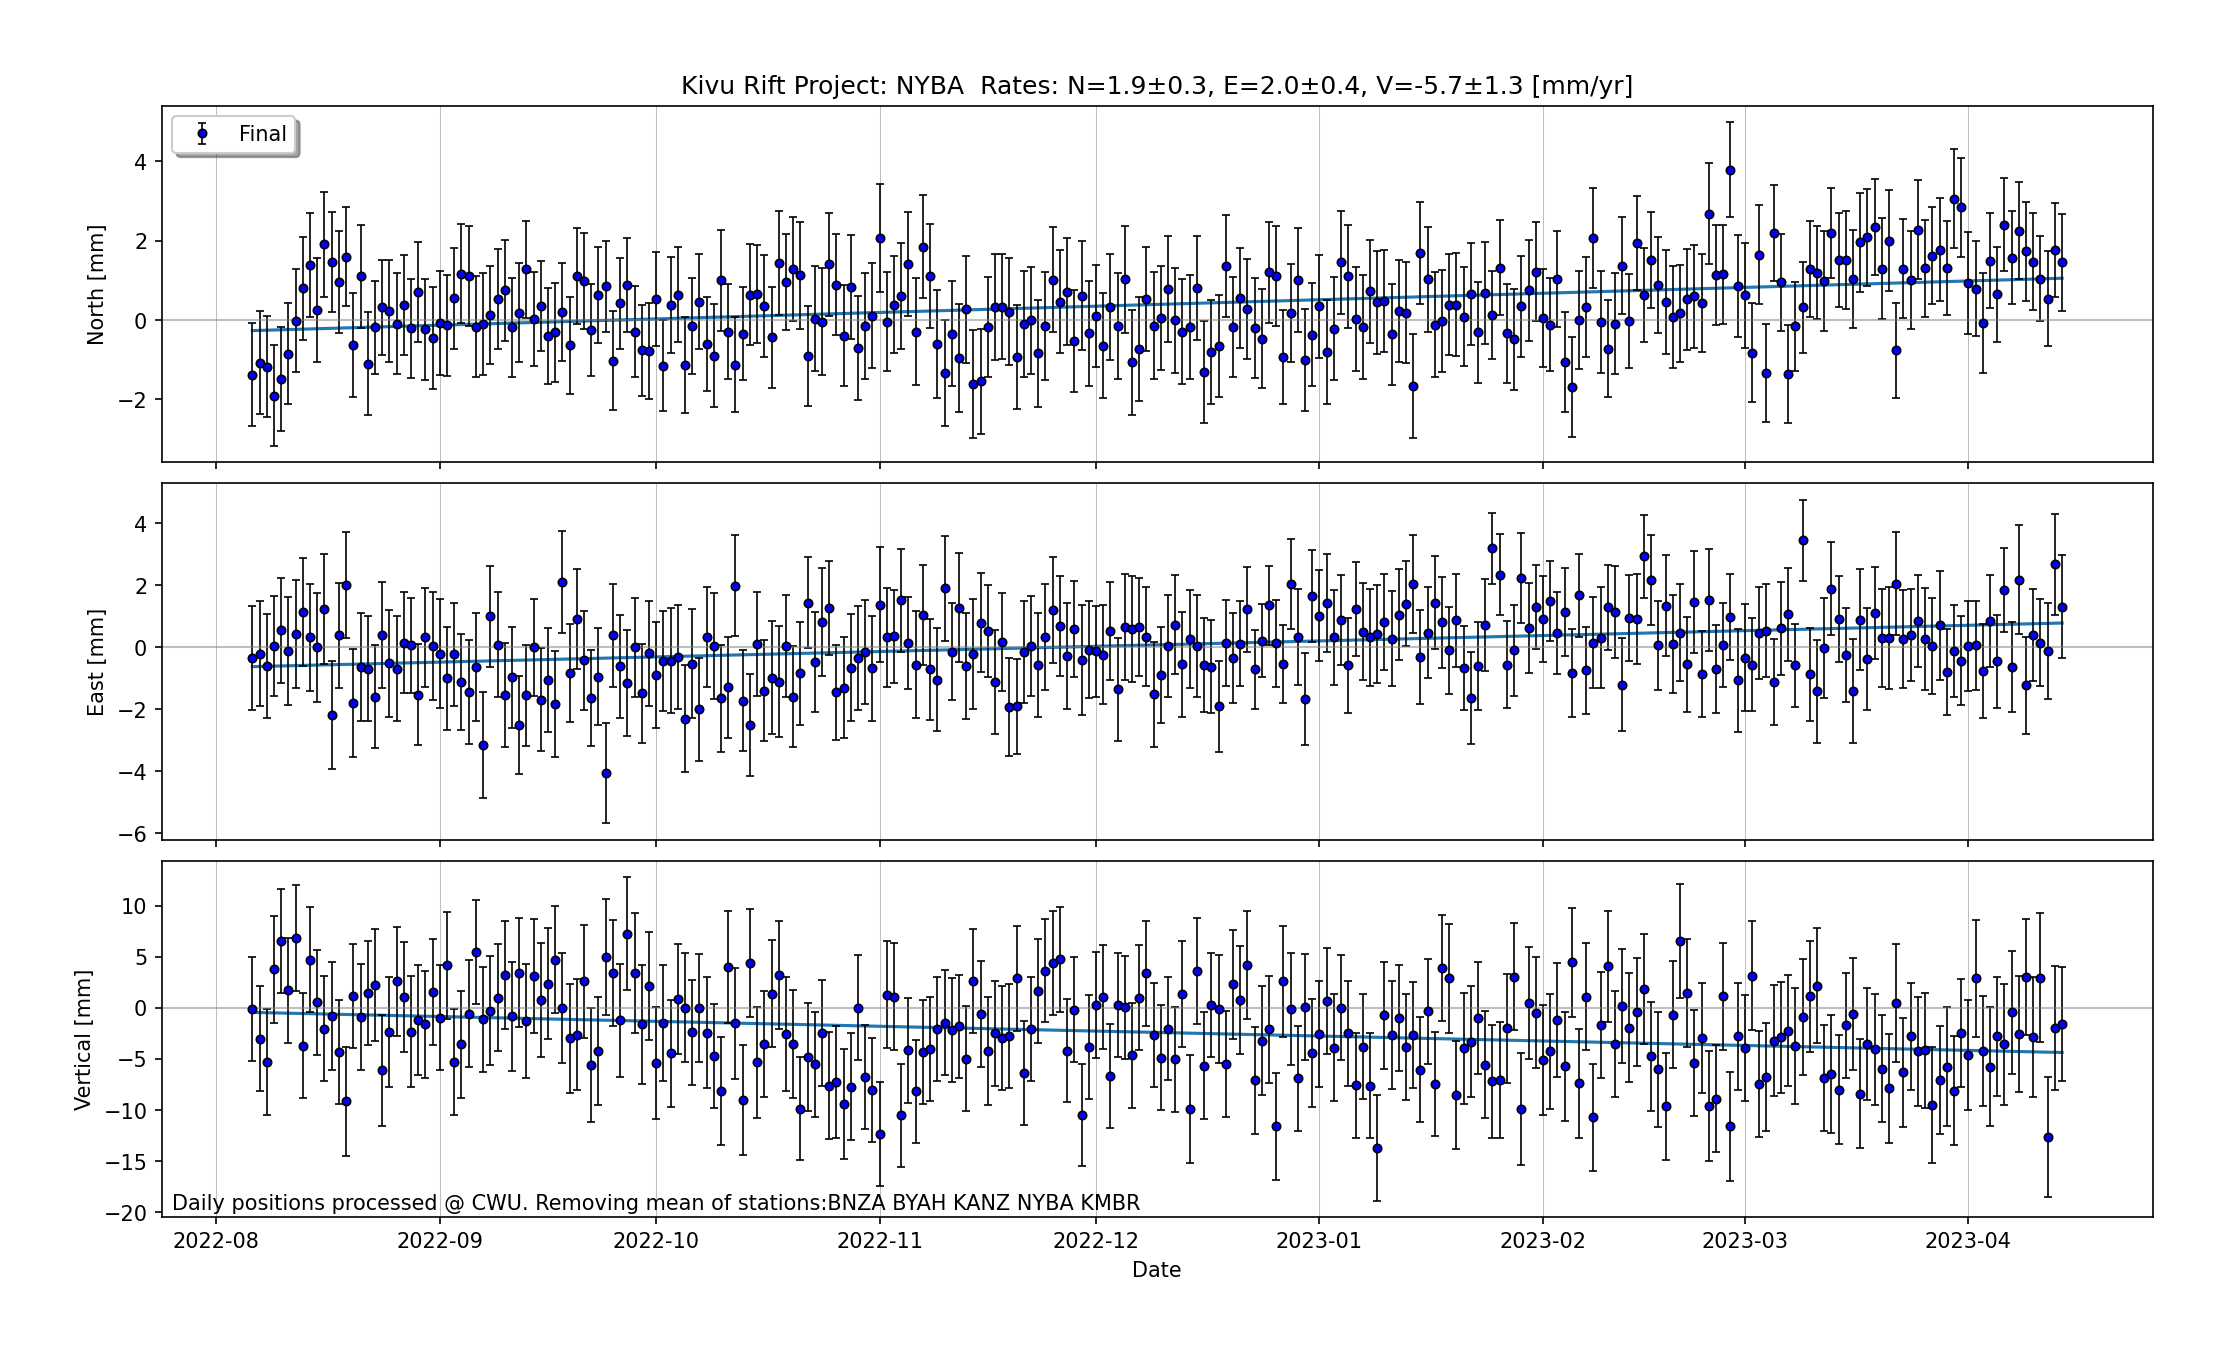 Kivu Rift Project: NYBA  Rates: N=1.9±0.3, E=2.0±0.4, V=-5.7±1.3 [mm/yr]
Final
North [mm]
4
2
0
−2
East [mm]
4
2
0
−2
−4
−6
Vertical [mm]
10
5
0
−5
−10
−15
−20
Daily positions processed @ CWU. Removing mean of stations:BNZA BYAH KANZ NYBA KMBR
2022-08 2022-09 2022-10 2022-11 2022-12 2023-01 2023-02 2023-03 2023-04
Date